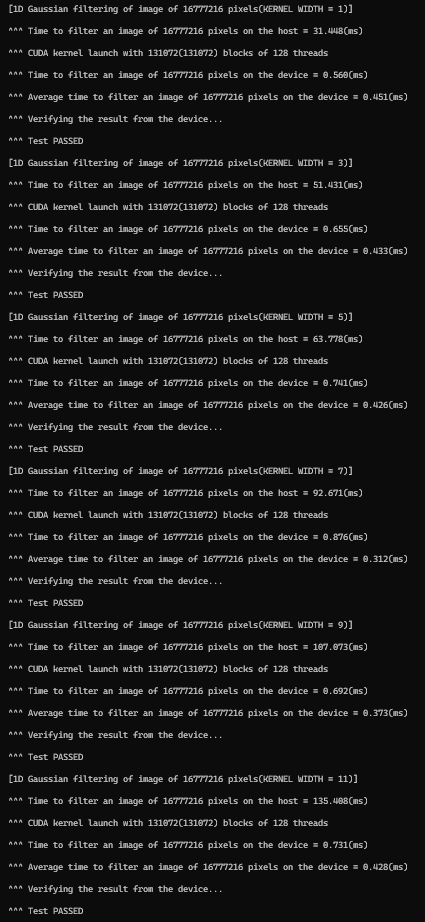 [1D Gaussian filtering of image of 16777216 pixels(KERNEL WIDTH = 1)]
^^^ Time to filter an image of 16777216 pixels on the host = 31.448(ms)
^^^ CUDA kernel launch with 131072(131072) blocks of 128 threads
^^^ Time to filter an image of 16777216 pixels on the device = 0.560(ms)
^^^ Average time to filter an image of 16777216 pixels on the device = 0.451(ms)
^^^ Verifying the result from the device...
^^^ Test PASSED
[1D Gaussian filtering of image of 16777216 pixels(KERNEL WIDTH = 3)]
^^^ Time to filter an image of 16777216 pixels on the host = 51.431(ms)
^^^ CUDA kernel launch with 131072(131072) blocks of 128 threads
^^^ Time to filter an image of 16777216 pixels on the device = 0.655(ms)
^^^ Average time to filter an image of 16777216 pixels on the device = 0.433(ms)
^^^ Verifying the result from the device...
^^^ Test PASSED
[1D Gaussian filtering of image of 16777216 pixels(KERNEL WIDTH = 5)]
^^^ Time to filter an image of 16777216 pixels on the host = 63.778(ms)
^^^ CUDA kernel launch with 131072(131072) blocks of 128 threads
^^^ Time to filter an image of 16777216 pixels on the device = 0.741(ms)
^^^ Average time to filter an image of 16777216 pixels on the device = 0.426(ms)
^^^ Verifying the result from the device...
^^^ Test PASSED
[1D Gaussian filtering of image of 16777216 pixels(KERNEL WIDTH = 7)]
^^^ Time to filter an image of 16777216 pixels on the host = 92.671(ms)
^^^ CUDA kernel launch with 131072(131072) blocks of 128 threads
^^^ Time to filter an image of 16777216 pixels on the device = 0.876(ms)
^^^ Average time to filter an image of 16777216 pixels on the device = 0.312(ms)
^^^ Verifying the result from the device...
^^^ Test PASSED
[1D Gaussian filtering of image of 16777216 pixels(KERNEL WIDTH = 9)]
^^^ Time to filter an image of 16777216 pixels on the host = 107.073(ms)
^^^ CUDA kernel launch with 131072(131072) blocks of 128 threads
^^^ Time to filter an image of 16777216 pixels on the device = 0.692(ms)
^^^ Average time to filter an image of 16777216 pixels on the device = 0.373(ms)
^^^ Verifying the result from the device...
^^^ Test PASSED
[1D Gaussian filtering of image of 16777216 pixels(KERNEL WIDTH = 11)]
^^^ Time to filter an image of 16777216 pixels on the host = 135.408(ms)
^^^ CUDA kernel launch with 131072(131072) blocks of 128 threads
^^^ Time to filter an image of 16777216 pixels on the device = 0.731(ms)
^^^ Average time to filter an image of 16777216 pixels on the device = 0.428(ms)
^^^ Verifying the result from the device...
^^^ Test PASSED